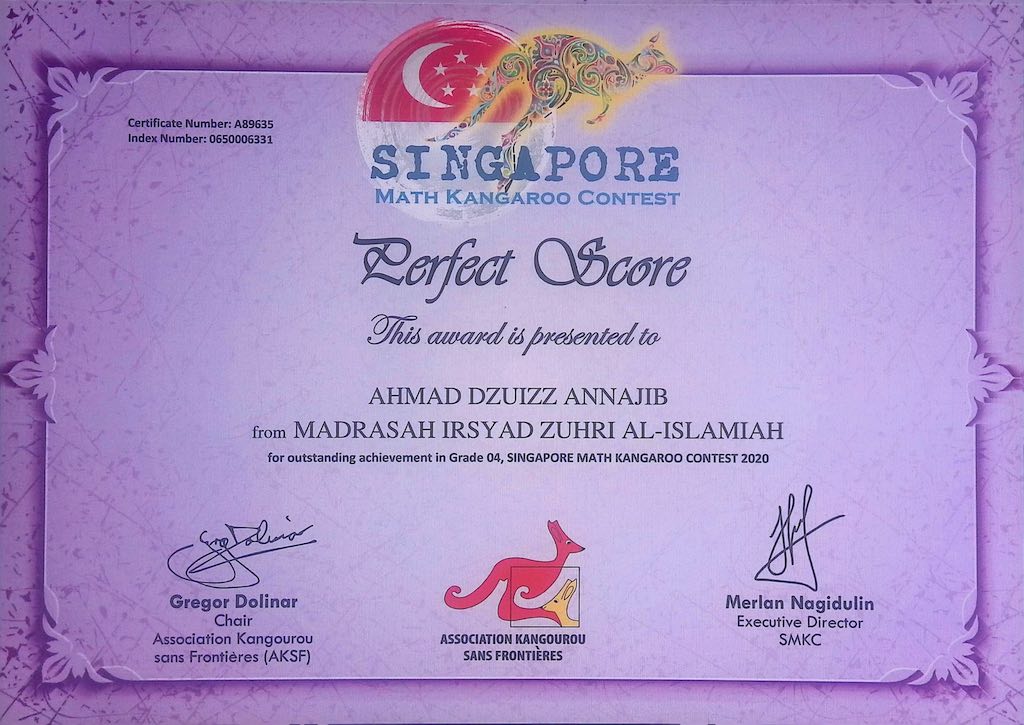 Certificate Number: A89635
Index Number: 0650006331
SINGAPORE
MATH KANGAROO CONTEST
Perfect Score
This award is presented to
AHMAD DZUIZZ ANNAJIB
from MADRASAH IRSYAD ZUHRI AL-ISLAMIAH
for outstanding achievement in Grade 04, SINGAPORE MATH KANGAROO CONTEST 2020
Gregor Dolinar
Chair
Association Kangourou
sans Frontières (AKSF)
ASSOCIATION KANGOUROU
SANS FRONTIÈRES
Merlan Nagidulin
Executive Director
SMKC